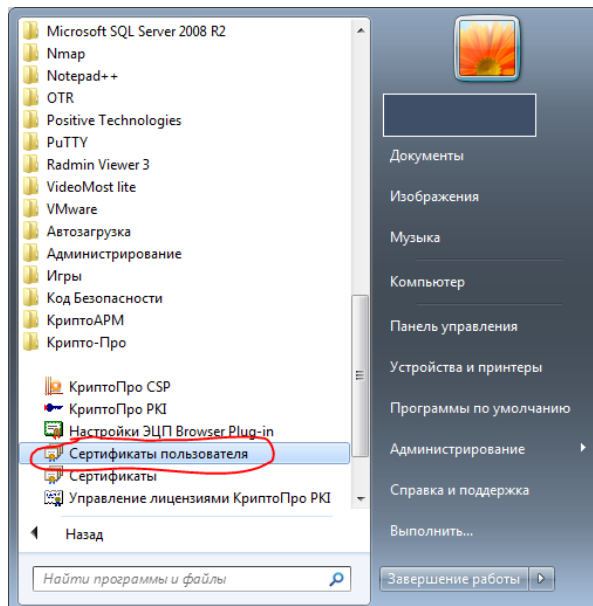 Microsoft SQL Server 2008 R2
Nmap
Notepad++
OTR
Positive Technologies
PuTTY
Radmin Viewer 3
VideoMost lite
VMware
Автозагрузка
Администрирование
Игры
Код Безопасности
КриптоАРМ
Крипто-Про
КриптоПро CSP
КриптоПро PKI
Настройки ЭЦП Browser Plug-in
Сертификаты пользователя
Сертификаты
Управление лицензиями КриптоПро PKI
Назад
Найти программы и файлы
Документы
Изображения
Музыка
Компьютер
Панель управления
Устройства и принтеры
Программы по умолчанию
Администрирование
Справка и поддержка
Выполнить...
Завершение работы